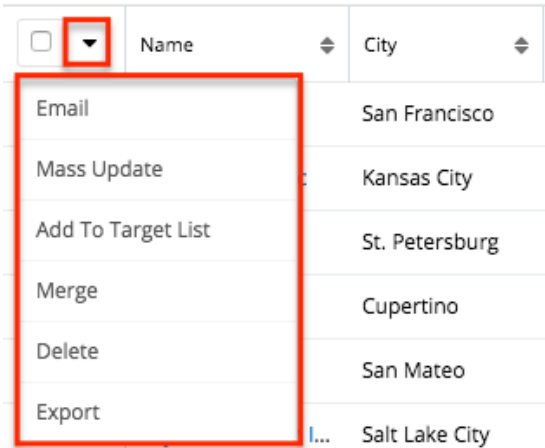 Name City
Email San Francisco
Mass Update Kansas City
Add To Target List St. Petersburg
Merge Cupertino
Delete San Mateo
Export Salt Lake City